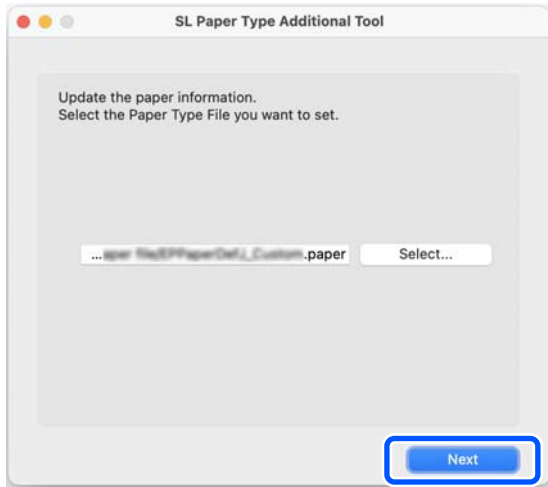 SL Paper Type Additional Tool
Update the paper information.
Select the Paper Type File you want to set.
.paper Select...
Next